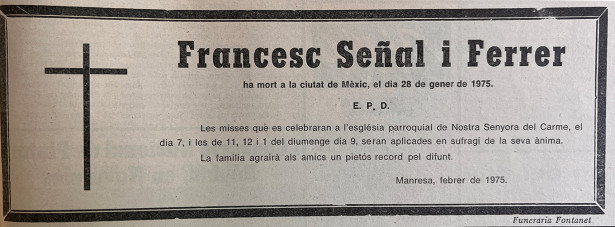 Francesc Señal i Ferrer
ha mort a la ciutat de Mèxic, el dia 28 de gener de 1975.
E. P. D.
Les misses que es celebraran a l'església parroquial de Nostra Senyora del Carme, el
dia 7, i les de 11, 12 i 1 del diumenge dia 9, seran aplicades en sufragi de la seva ànima.
La família agrairà als amics un pietós record pel difunt.
Manresa, febrer de 1975.
Funerària Fontanet